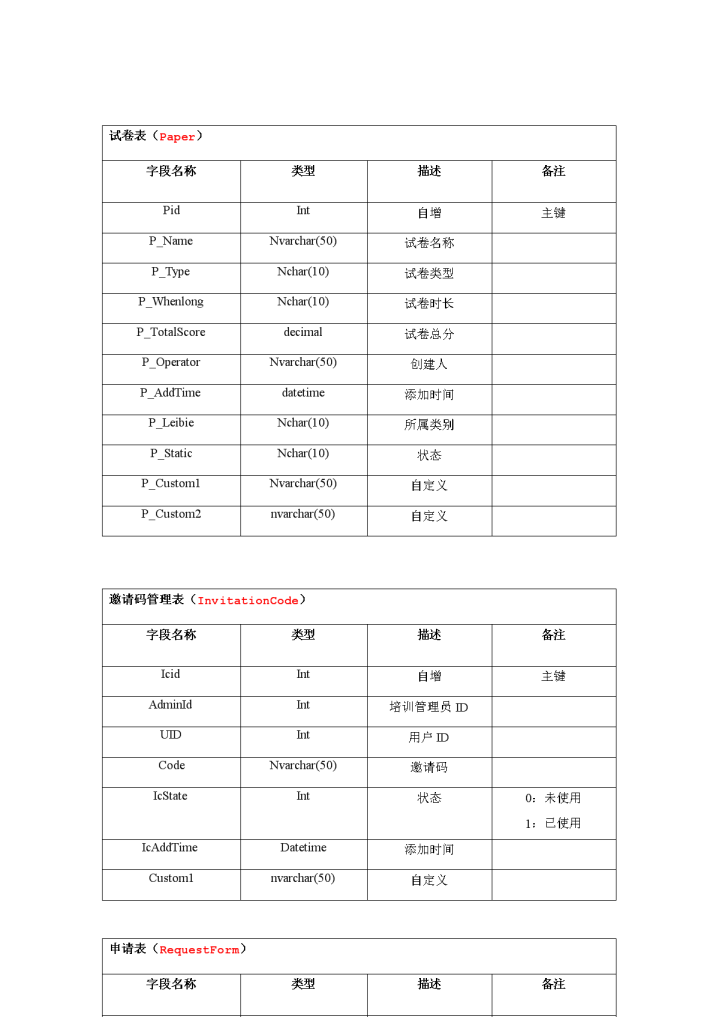 试卷表（Paper）
字段名称 类型 描述 备注
Pid Int 自增 主键
P_Name Nvarchar(50) 试卷名称
P_Type Nchar(10) 试卷类型
P_Whenlong Nchar(10) 试卷时长
P_TotalScore decimal 试卷总分
P_Operator Nvarchar(50) 创建人
P_AddTime datetime 添加时间
P_Leibie Nchar(10) 所属类别
P_Static Nchar(10) 状态
P_Custom1 Nvarchar(50) 自定义
P_Custom2 nvarchar(50) 自定义
邀请码管理表（InvitationCode）
字段名称 类型 描述 备注
Icid Int 自增 主键
AdminId Int 培训管理员 ID
UID Int 用户 ID
Code Nvarchar(50) 邀请码
IcState Int 状态 0：未使用
1：已使用
IcAddTime Datetime 添加时间
Custom1 nvarchar(50) 自定义
申请表（RequestForm）
字段名称 类型 描述 备注